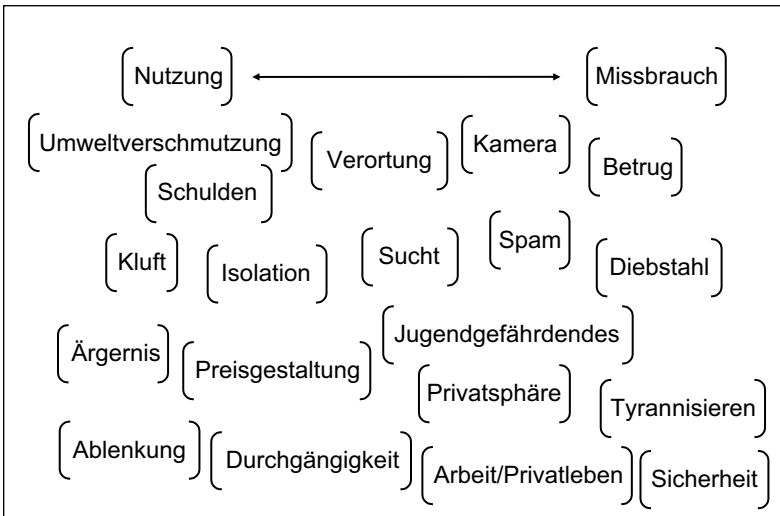 Nutzung
Missbrauch
Umweltverschmutzung
Verortung
Kamera
Betrug
Schulden
Kluft
Isolation
Sucht
Spam
Diebstahl
Ärgernis
Preisgestaltung
Jugendgefährdendes
Privatsphäre
Tyrannisieren
Ablenkung
Durchgängigkeit
Arbeit/Privatleben
Sicherheit